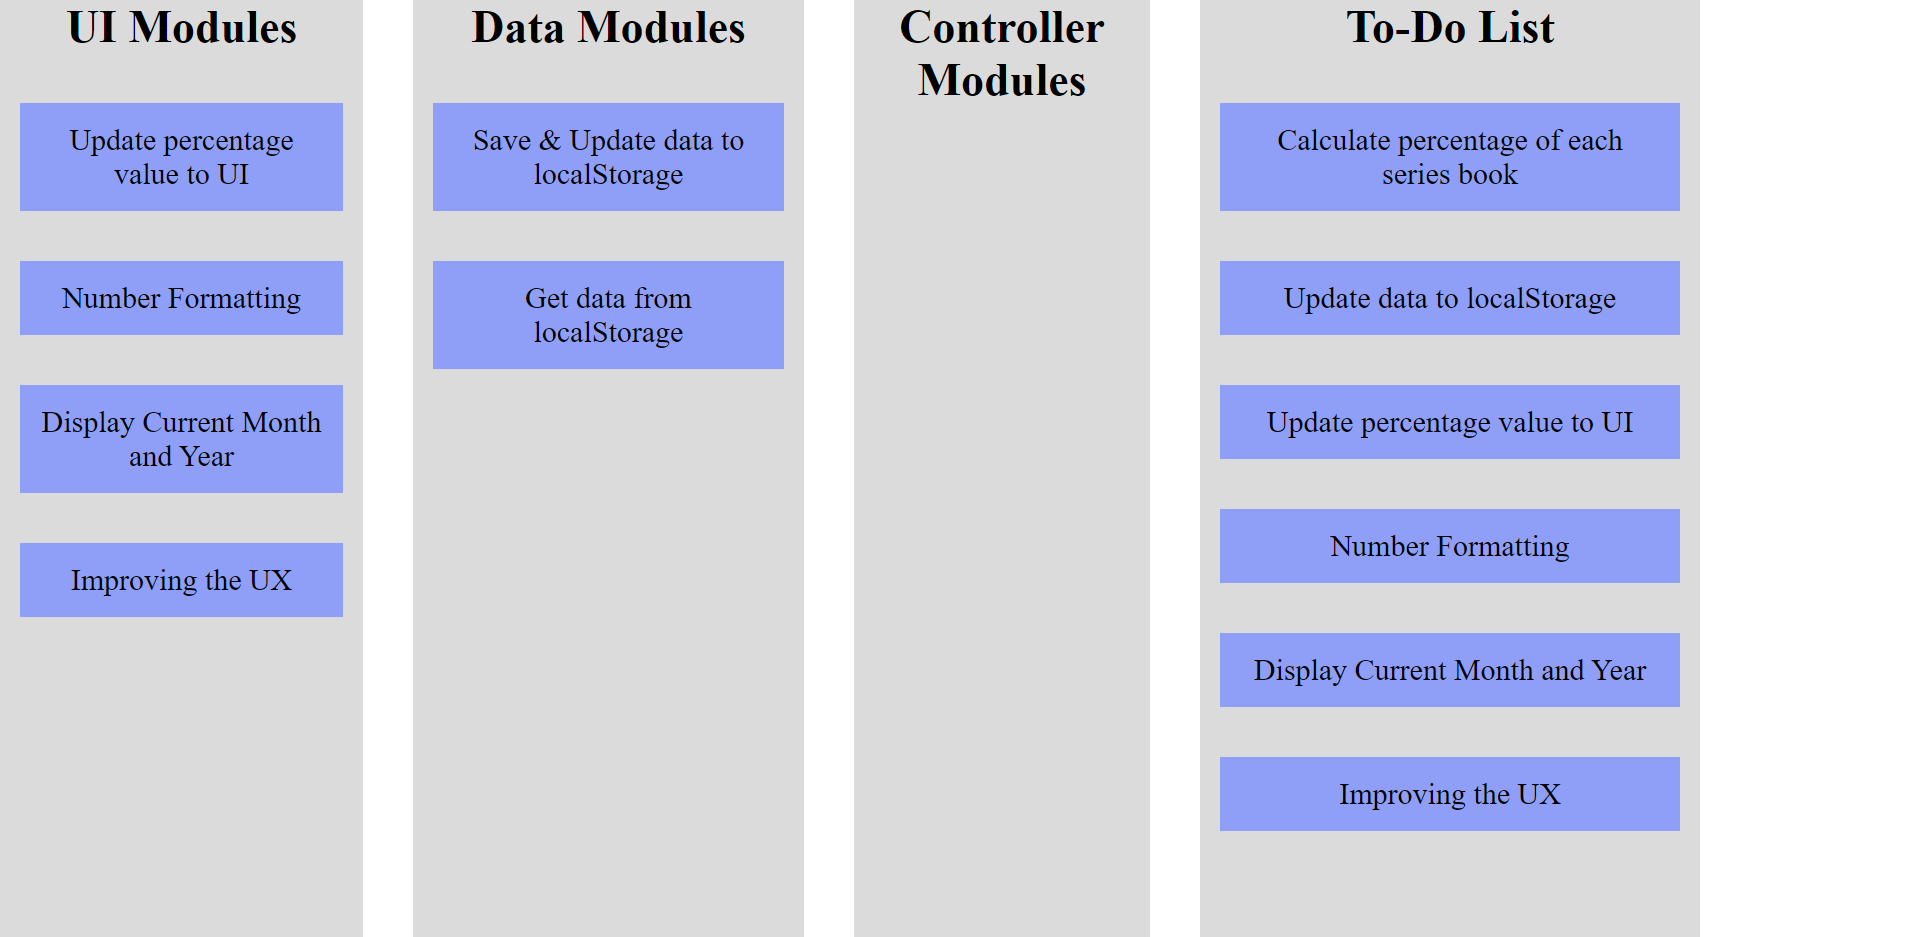 UI Modules
Update percentage
value to UI
Number Formatting
Display Current Month
and Year
Improving the UX
Data Modules
Save & Update data to
localStorage
Get data from
localStorage
Controller
Modules
To-Do List
Calculate percentage of each
series book
Update data to localStorage
Update percentage value to UI
Number Formatting
Display Current Month and Year
Improving the UX